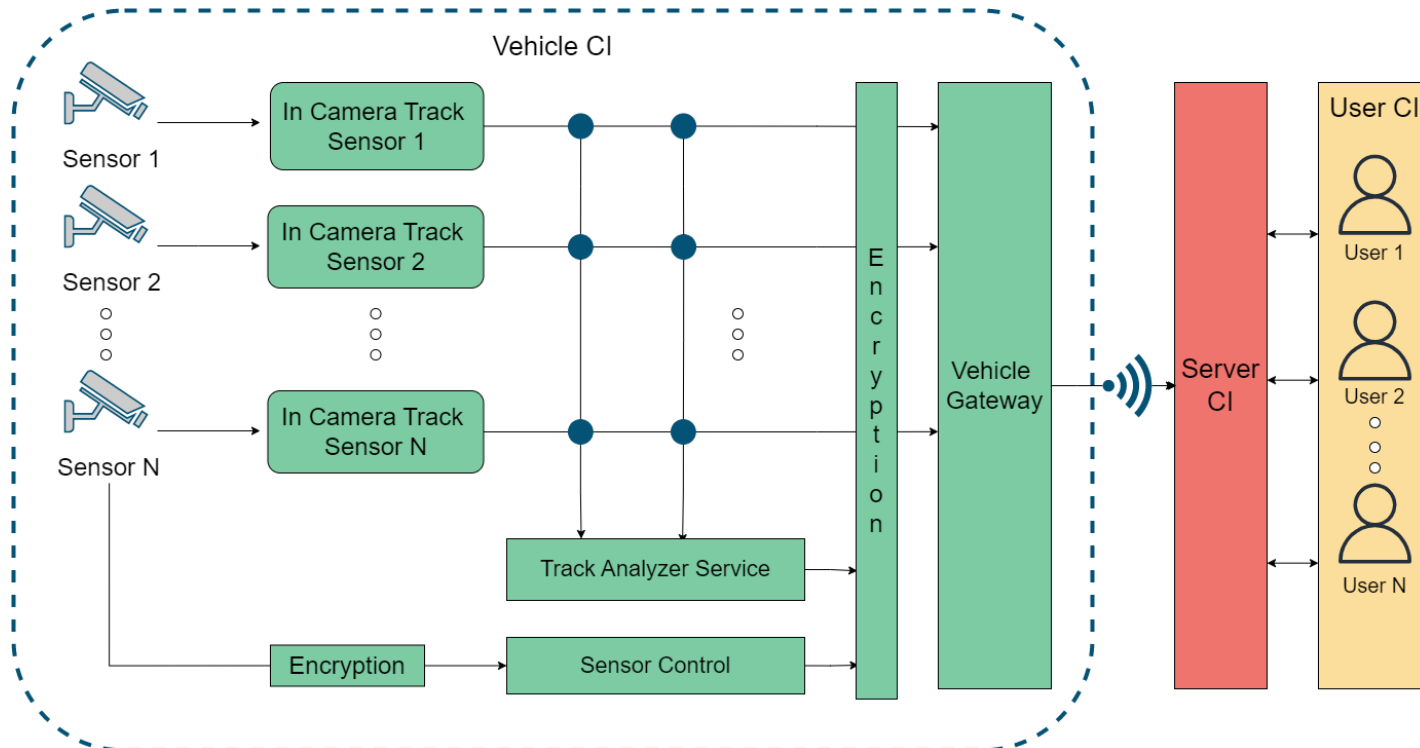 Vehicle CI
Sensor 1
In Camera Track
Sensor 1
Sensor 2
In Camera Track
Sensor 2
Sensor N
In Camera Track
Sensor N
Track Analyzer Service
Encryption
Sensor Control
Encryption
Vehicle
Gateway
Server
CI
User CI
User 1
User 2
User N